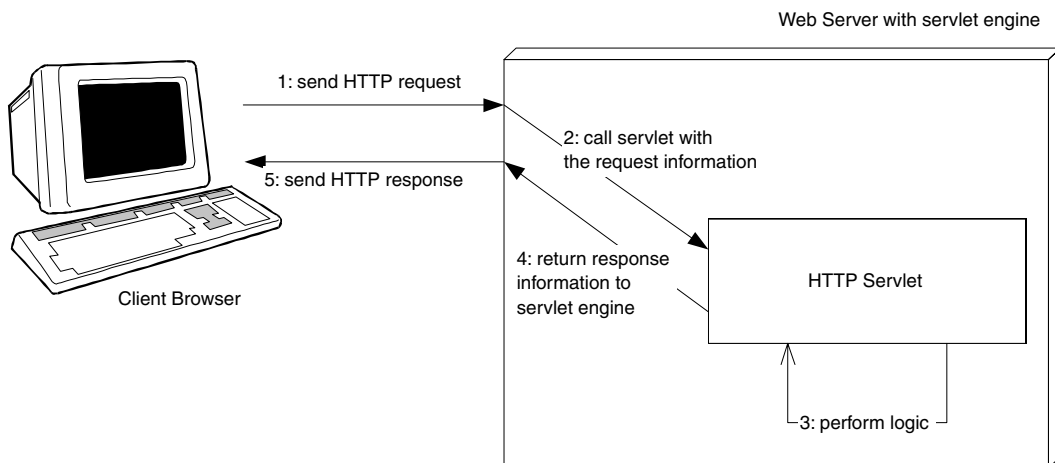 Web Server with servlet engine
1: send HTTP request
2: call servlet with
the request information
5: send HTTP response
4: return response
information to
servlet engine
HTTP Servlet
Client Browser
3: perform logic